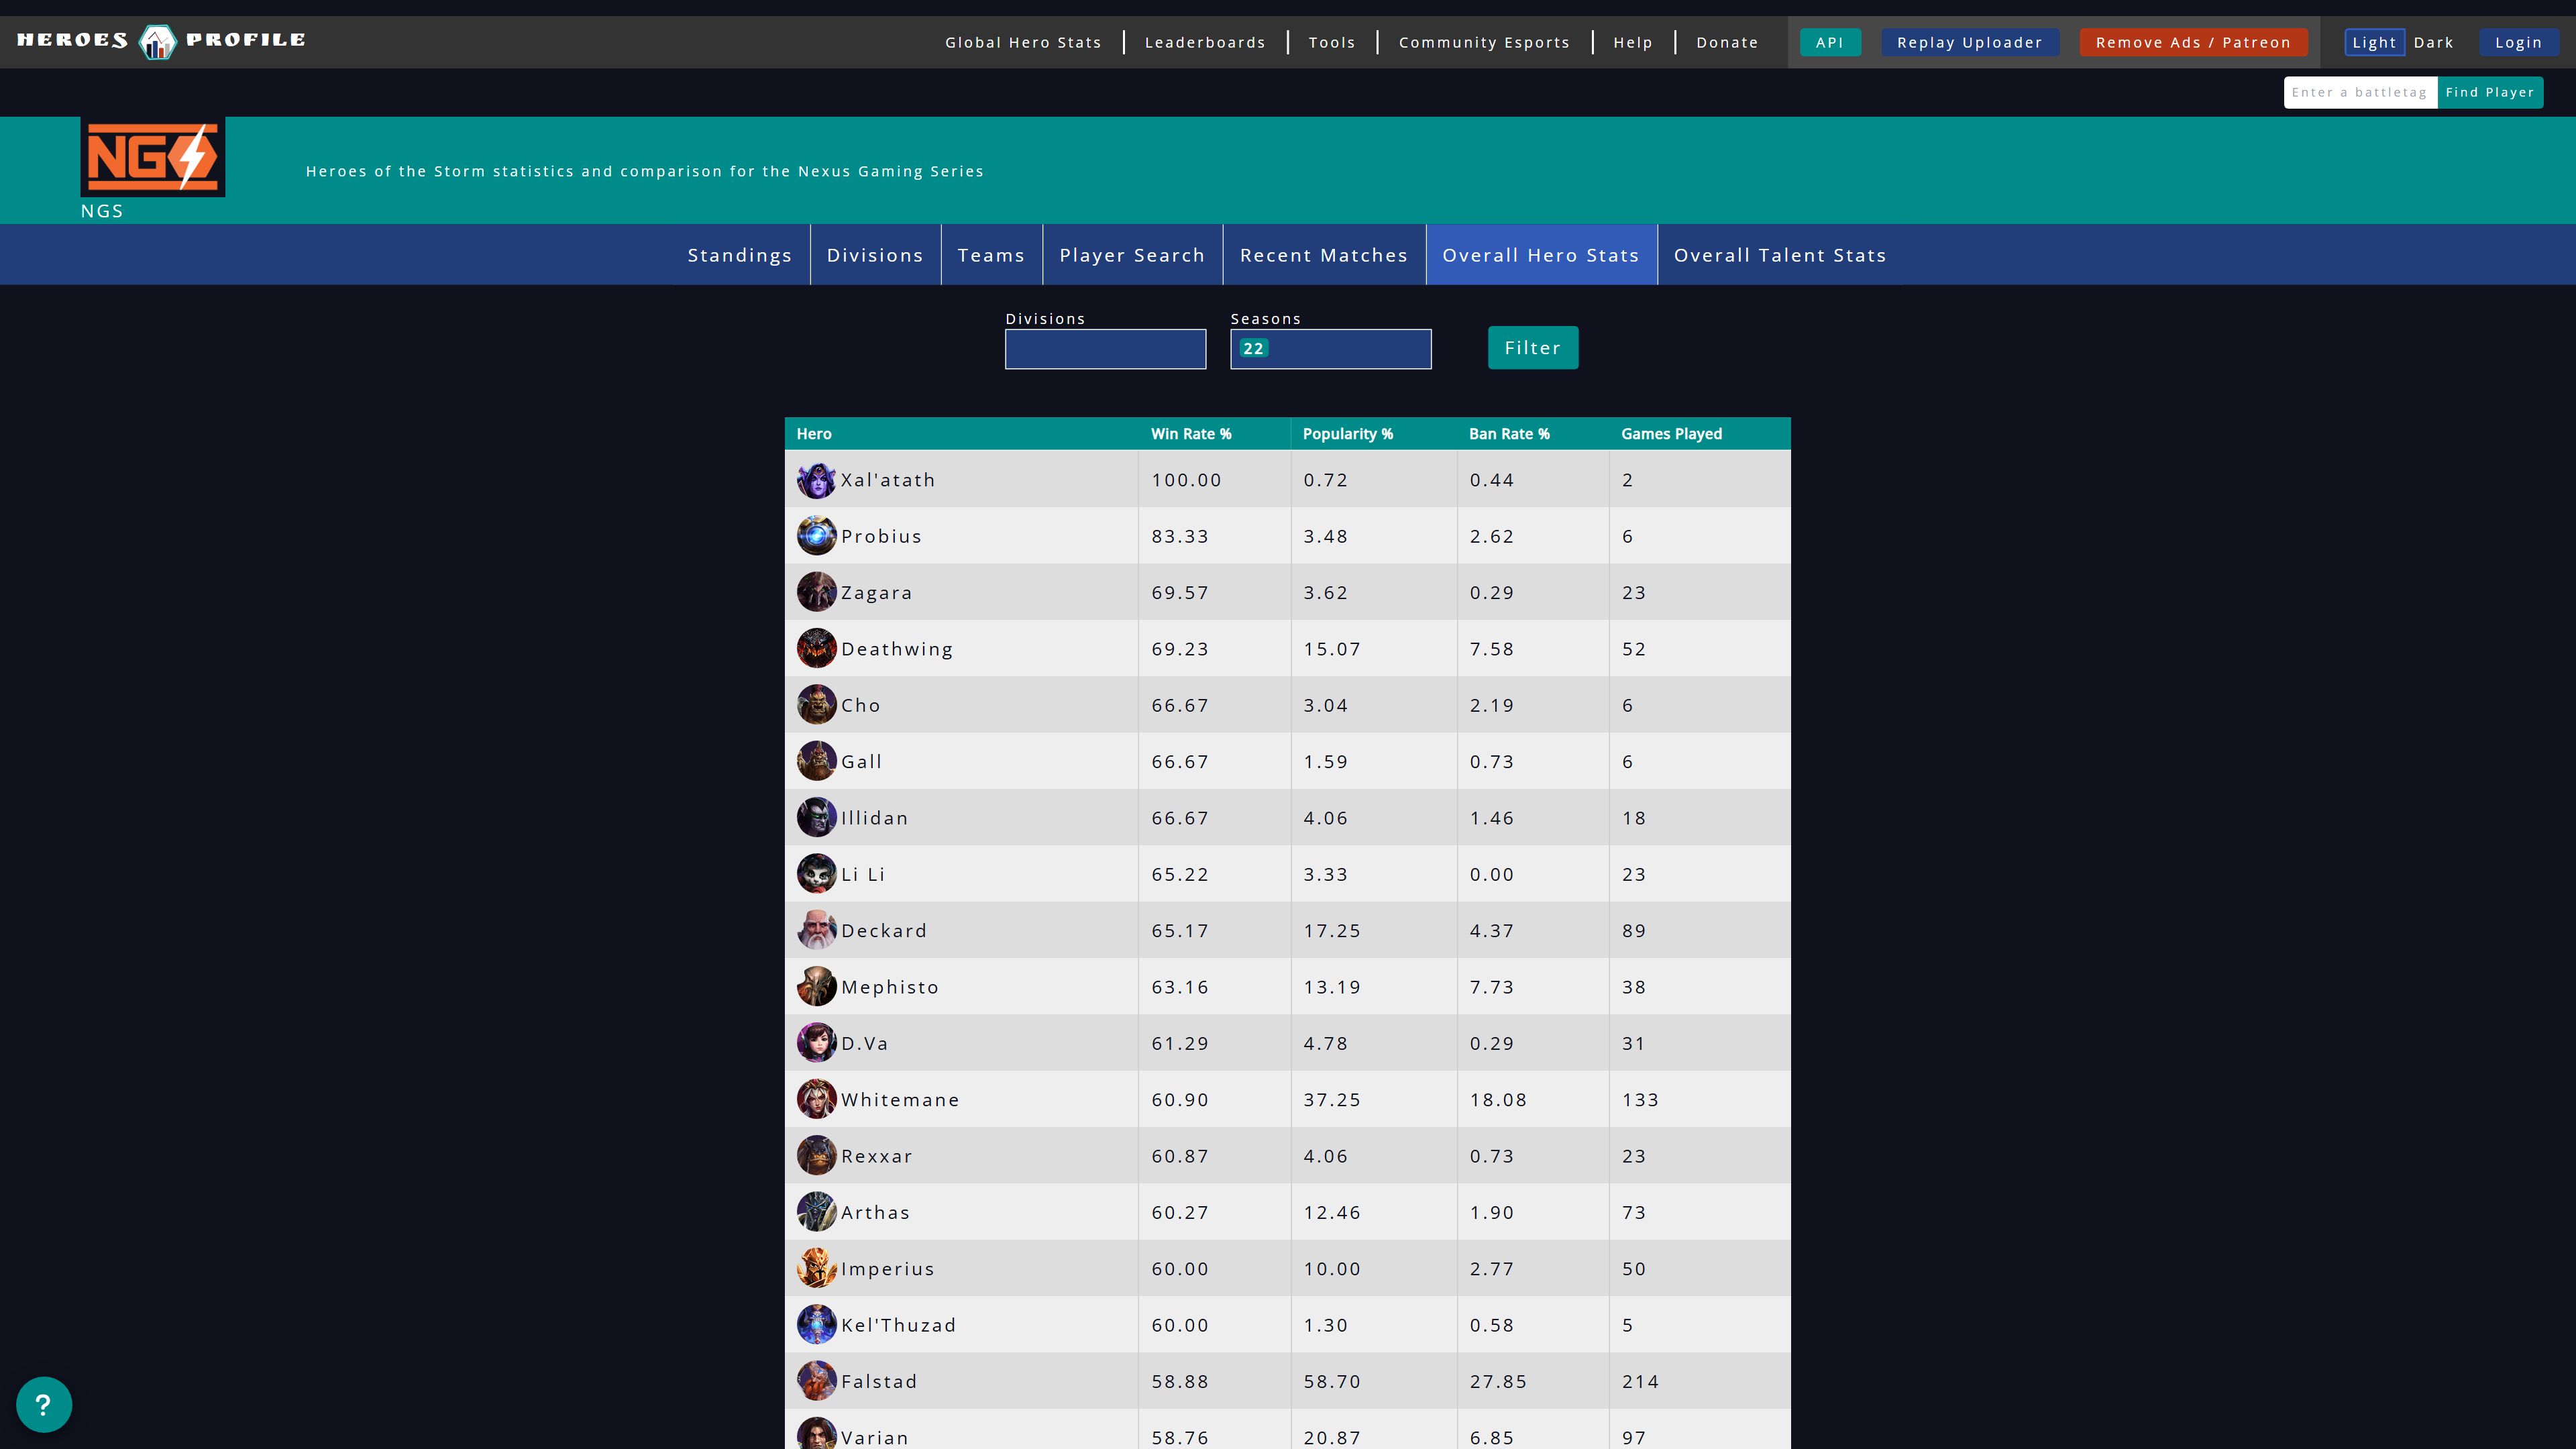 HEROES PROFILE Global Hero Stats Leaderboards Tools Community Esports Help Donate API Replay Uploader Remove Ads / Patreon Light Dark Login
Enter a battletag Find Player
NGS
Heroes of the Storm statistics and comparison for the Nexus Gaming Series
NGS
Standings Divisions Teams Player Search Recent Matches Overall Hero Stats Overall Talent Stats
Divisions Seasons
22 Filter
Hero Win Rate % Popularity % Ban Rate % Games Played
Xal'atath 100.00 0.72 0.44 2
Probius 83.33 3.48 2.62 6
Zagara 69.57 3.62 0.29 23
Deathwing 69.23 15.07 7.58 52
Cho 66.67 3.04 2.19 6
Gall 66.67 1.59 0.73 6
Illidan 66.67 4.06 1.46 18
Li Li 65.22 3.33 0.00 23
Deckard 65.17 17.25 4.37 89
Mephisto 63.16 13.19 7.73 38
D.Va 61.29 4.78 0.29 31
Whitemane 60.90 37.25 18.08 133
Rexxar 60.87 4.06 0.73 23
Arthas 60.27 12.46 1.90 73
Imperius 60.00 10.00 2.77 50
Kel'Thuzad 60.00 1.30 0.58 5
Falstad 58.88 58.70 27.85 214
Varian 58.76 20.87 6.85 97
?